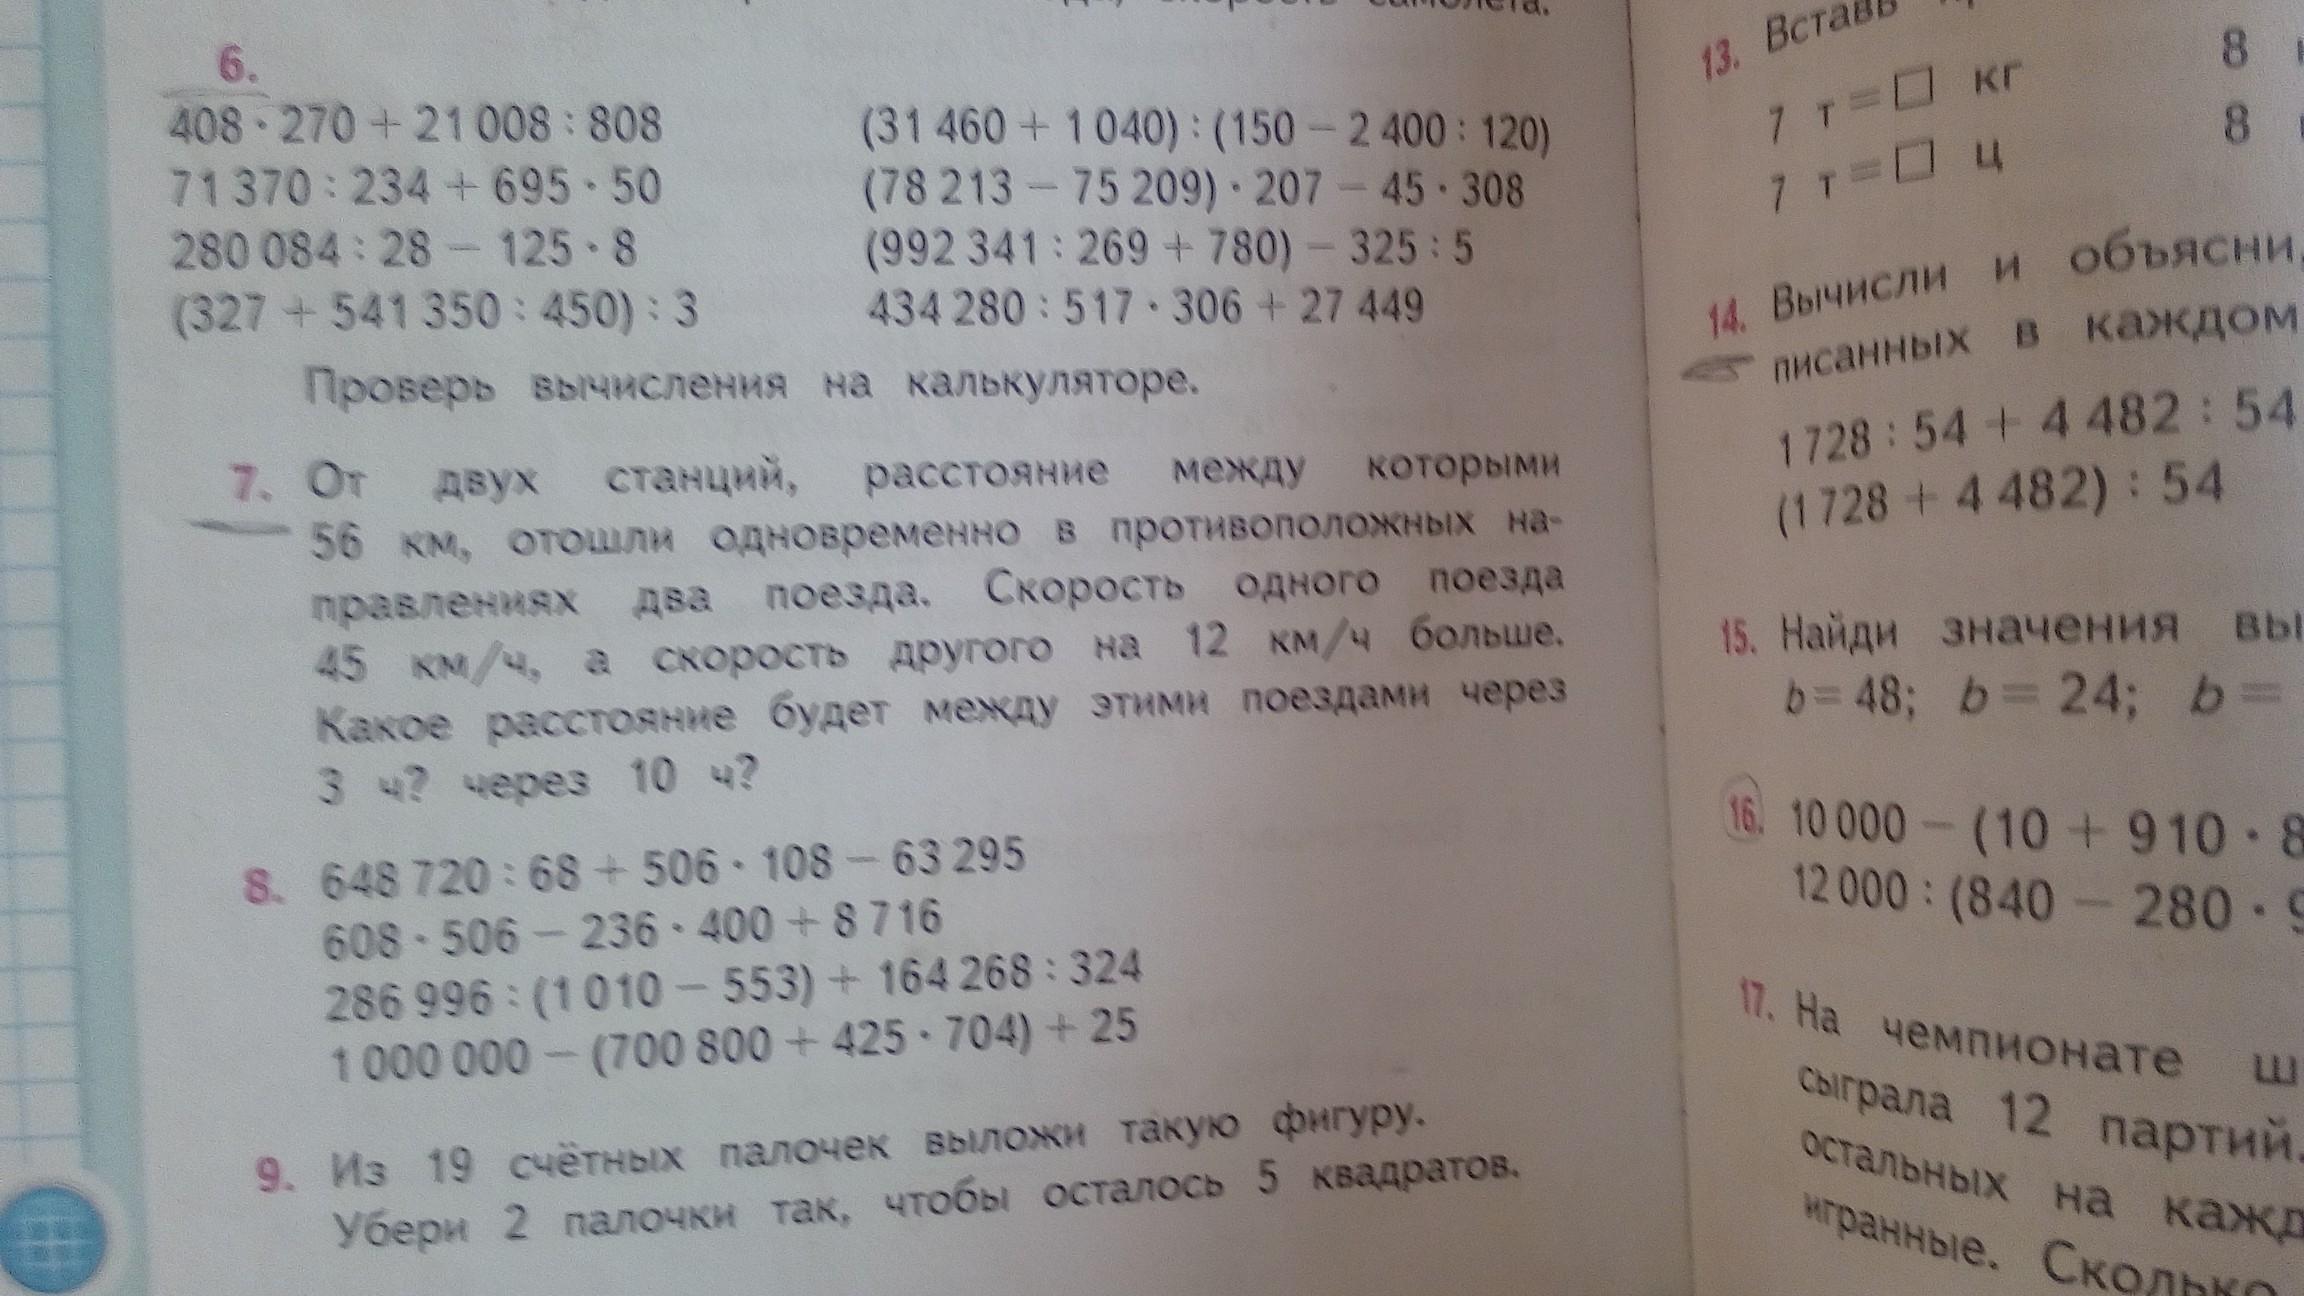 скорость самолёта.
6.
408 · 270 + 21 008 : 808
71 370 : 234 + 695 · 50
280 084 : 28 − 125 · 8
(327 + 541 350 : 450) : 3
(31 460 + 1 040) : (150 − 2 400 : 120)
(78 213 − 75 209) · 207 − 45 · 308
(992 341 : 269 + 780) − 325 : 5
434 280 : 517 · 306 + 27 449
Проверь вычисления на калькуляторе.
7. От двух станций, расстояние между которыми
56 км, отошли одновременно в противоположных на-
правлениях два поезда. Скорость одного поезда
45 км/ч, а скорость другого на 12 км/ч больше.
Какое расстояние будет между этими поездами через
3 ч? через 10 ч?
8. 648 720 : 68 + 506 · 108 − 63 295
608 · 506 − 236 · 400 + 8 716
286 996 : (1 010 − 553) + 164 268 : 324
1 000 000 − (700 800 + 425 · 704) + 25
9. Из 19 счётных палочек выложи такую фигуру.
Убери 2 палочки так, чтобы осталось 5 квадратов.
13. Вставь
7 т = □ кг 8
7 т = □ ц 8
14. Вычисли и объясни,
писанных в каждом
1 728 : 54 + 4 482 : 54
(1 728 + 4 482) : 54
15. Найди значения вы
b = 48; b = 24; b =
16. 10 000 − (10 + 910 · 8
12 000 : (840 − 280 · 9
17. На чемпионате ш
сыграла 12 партий.
остальных на кажд
игранные. Сколько